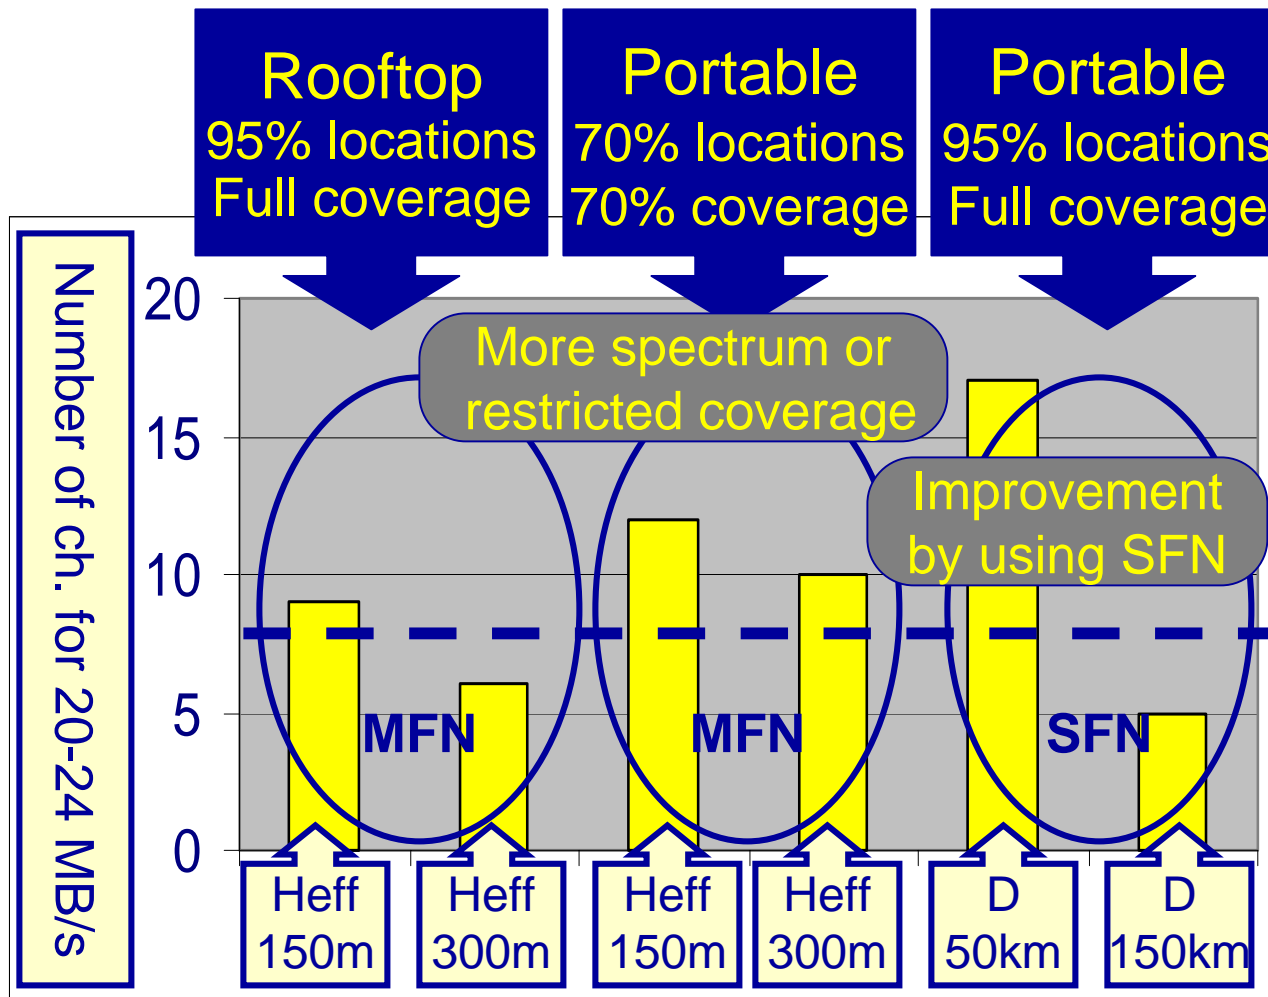 Rooftop
95% locations
Full coverage
Portable
70% locations
70% coverage
Portable
95% locations
Full coverage
Number of ch. for 20-24 MB/s
20
15
10
5
0
More spectrum or
restricted coverage
Improvement
by using SFN
MFN
MFN
SFN
Heff
150m
Heff
300m
Heff
150m
Heff
300m
D
50km
D
150km